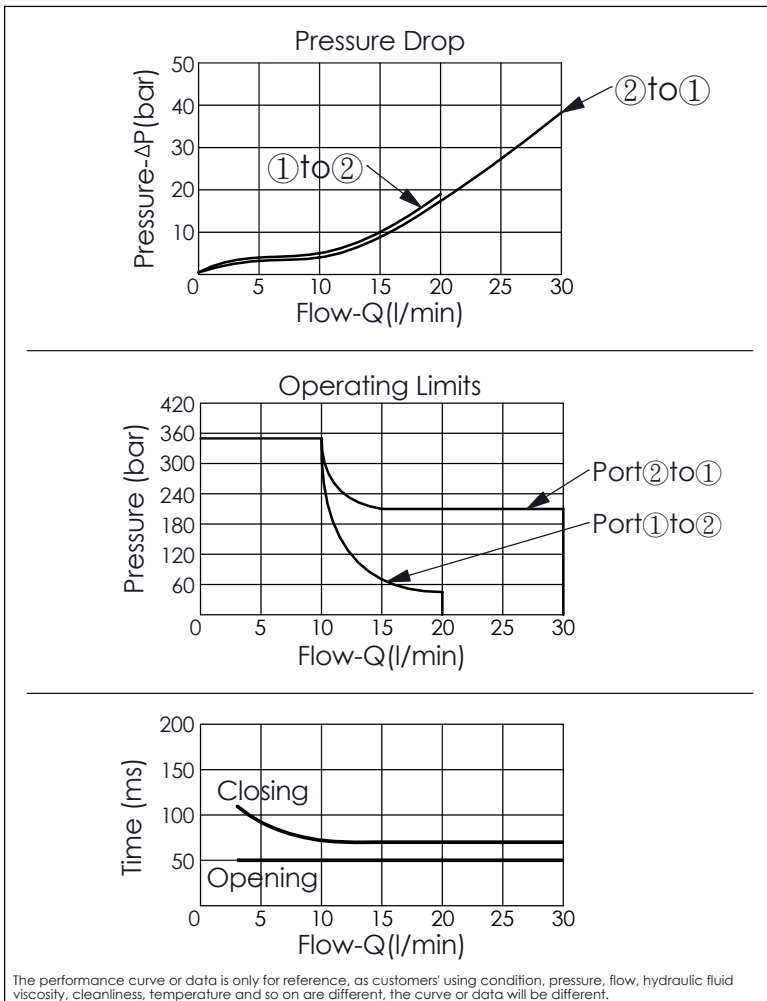 Pressure Drop
Pressure-ΔP(bar)
50
40
30
20
10
0
5
10
15
20
25
30
①to②
②to①
Flow-Q(l/min)
Operating Limits
Pressure (bar)
420
360
300
240
180
120
60
0
5
10
15
20
25
30
Port②to①
Port①to②
Flow-Q(l/min)
Time (ms)
200
150
100
50
0
5
10
15
20
25
30
Closing
Opening
Flow-Q(l/min)
The performance curve or data is only for reference, as customers' using condition, pressure, flow, hydraulic fluid
viscosity, cleanliness, temperature and so on are different, the curve or data will be different.